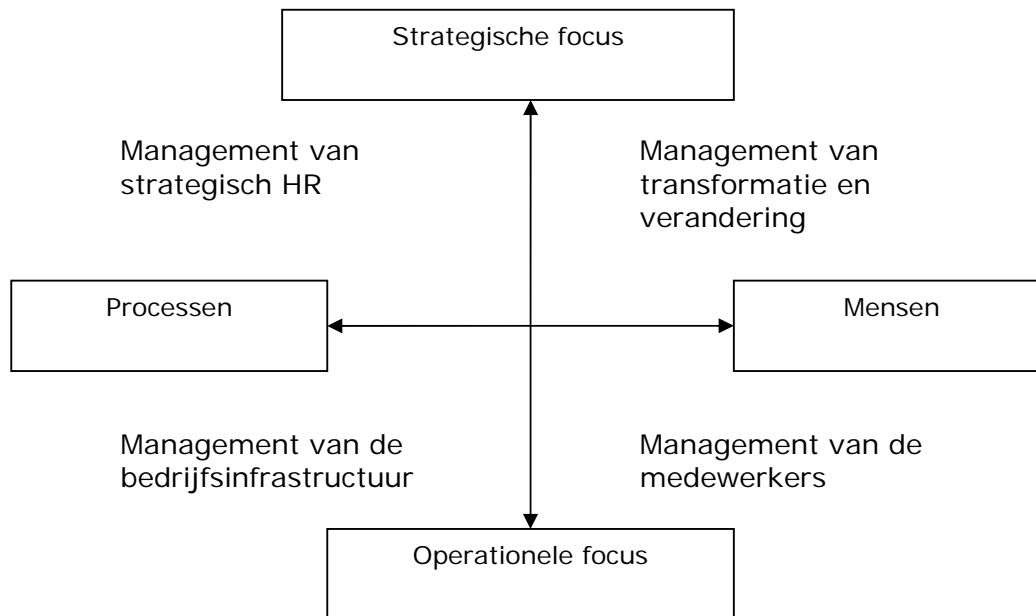 Strategische focus
Management van
strategisch HR
Management van
transformatie en
verandering
Processen
Mensen
Management van de
bedrijfsinfrastructuur
Management van de
medewerkers
Operationele focus